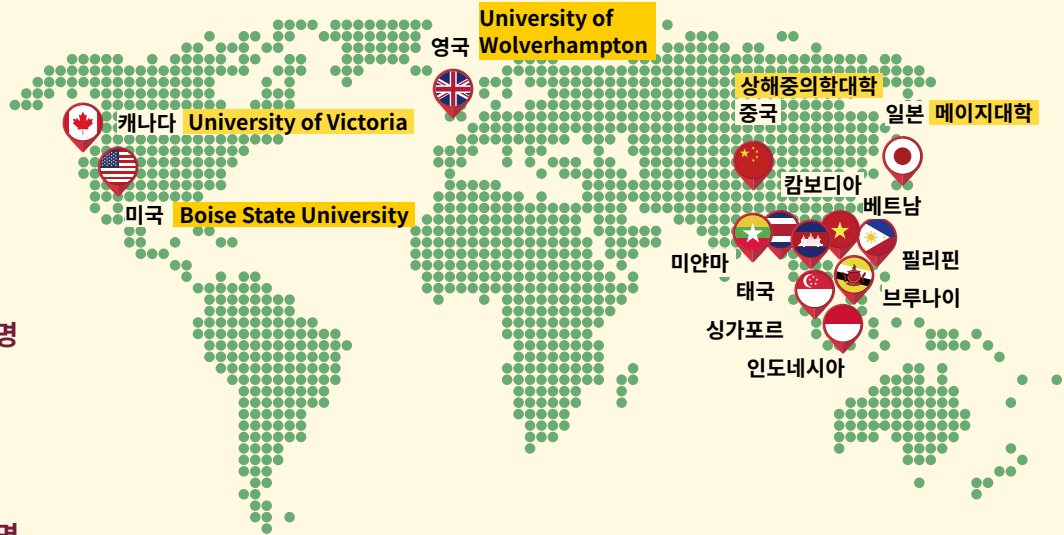 영국 University of
Wolverhampton
상해중의학대학
중국
일본 메이지대학
캐나다 University of Victoria
캄보디아
베트남
미국 Boise State University
미얀마
필리핀
태국
브루나이
싱가포르
명
인도네시아
명